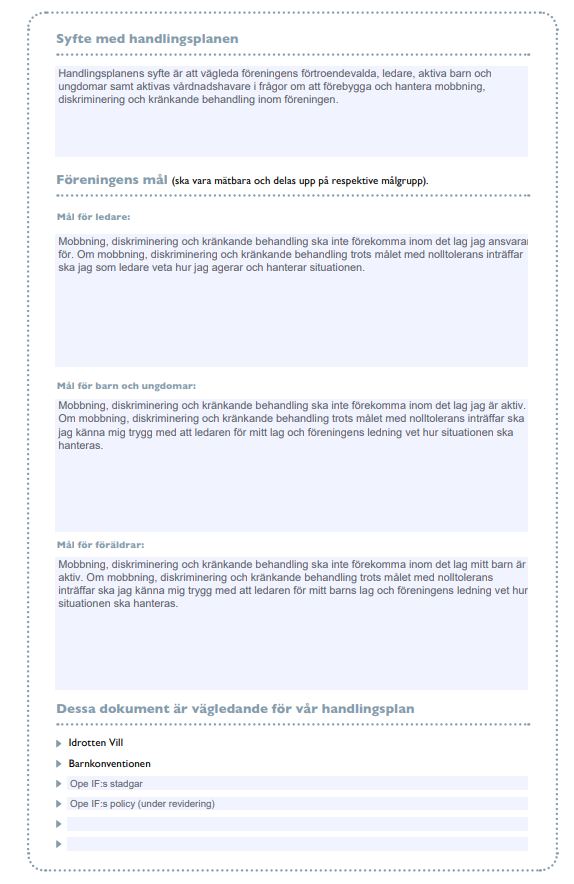 Syfte med handlingsplanen
Handlingsplanens syfte är att vägleda föreningens förtroendevalda, ledare, aktiva barn och
ungdomar samt aktivas vårdnadshavare i frågor om att förebygga och hantera mobbning,
diskriminering och kränkande behandling inom föreningen.
Föreningens mål (ska vara mätbara och delas upp på respektive målgrupp).
Mål för ledare:
Mobbning, diskriminering och kränkande behandling ska inte förekomma inom det lag jag ansvarar
för. Om mobbning, diskriminering och kränkande behandling trots målet med nolltolerans inträffar
ska jag som ledare veta hur jag agerar och hanterar situationen.
Mål för barn och ungdomar:
Mobbning, diskriminering och kränkande behandling ska inte förekomma inom det lag jag är aktiv.
Om mobbning, diskriminering och kränkande behandling trots målet med nolltolerans inträffar ska
jag känna mig trygg med att ledaren för mitt lag och föreningens ledning vet hur situationen ska
hanteras.
Mål för föräldrar:
Mobbning, diskriminering och kränkande behandling ska inte förekomma inom det lag mitt barn är
aktiv. Om mobbning, diskriminering och kränkande behandling trots målet med nolltolerans
inträffar ska jag känna mig trygg med att ledaren för mitt barns lag och föreningens ledning vet hur
situationen ska hanteras.
Dessa dokument är vägledande för vår handlingsplan
Idrotten Vill
Barnkonventionen
Ope IF:s stadgar
Ope IF:s policy (under revidering)